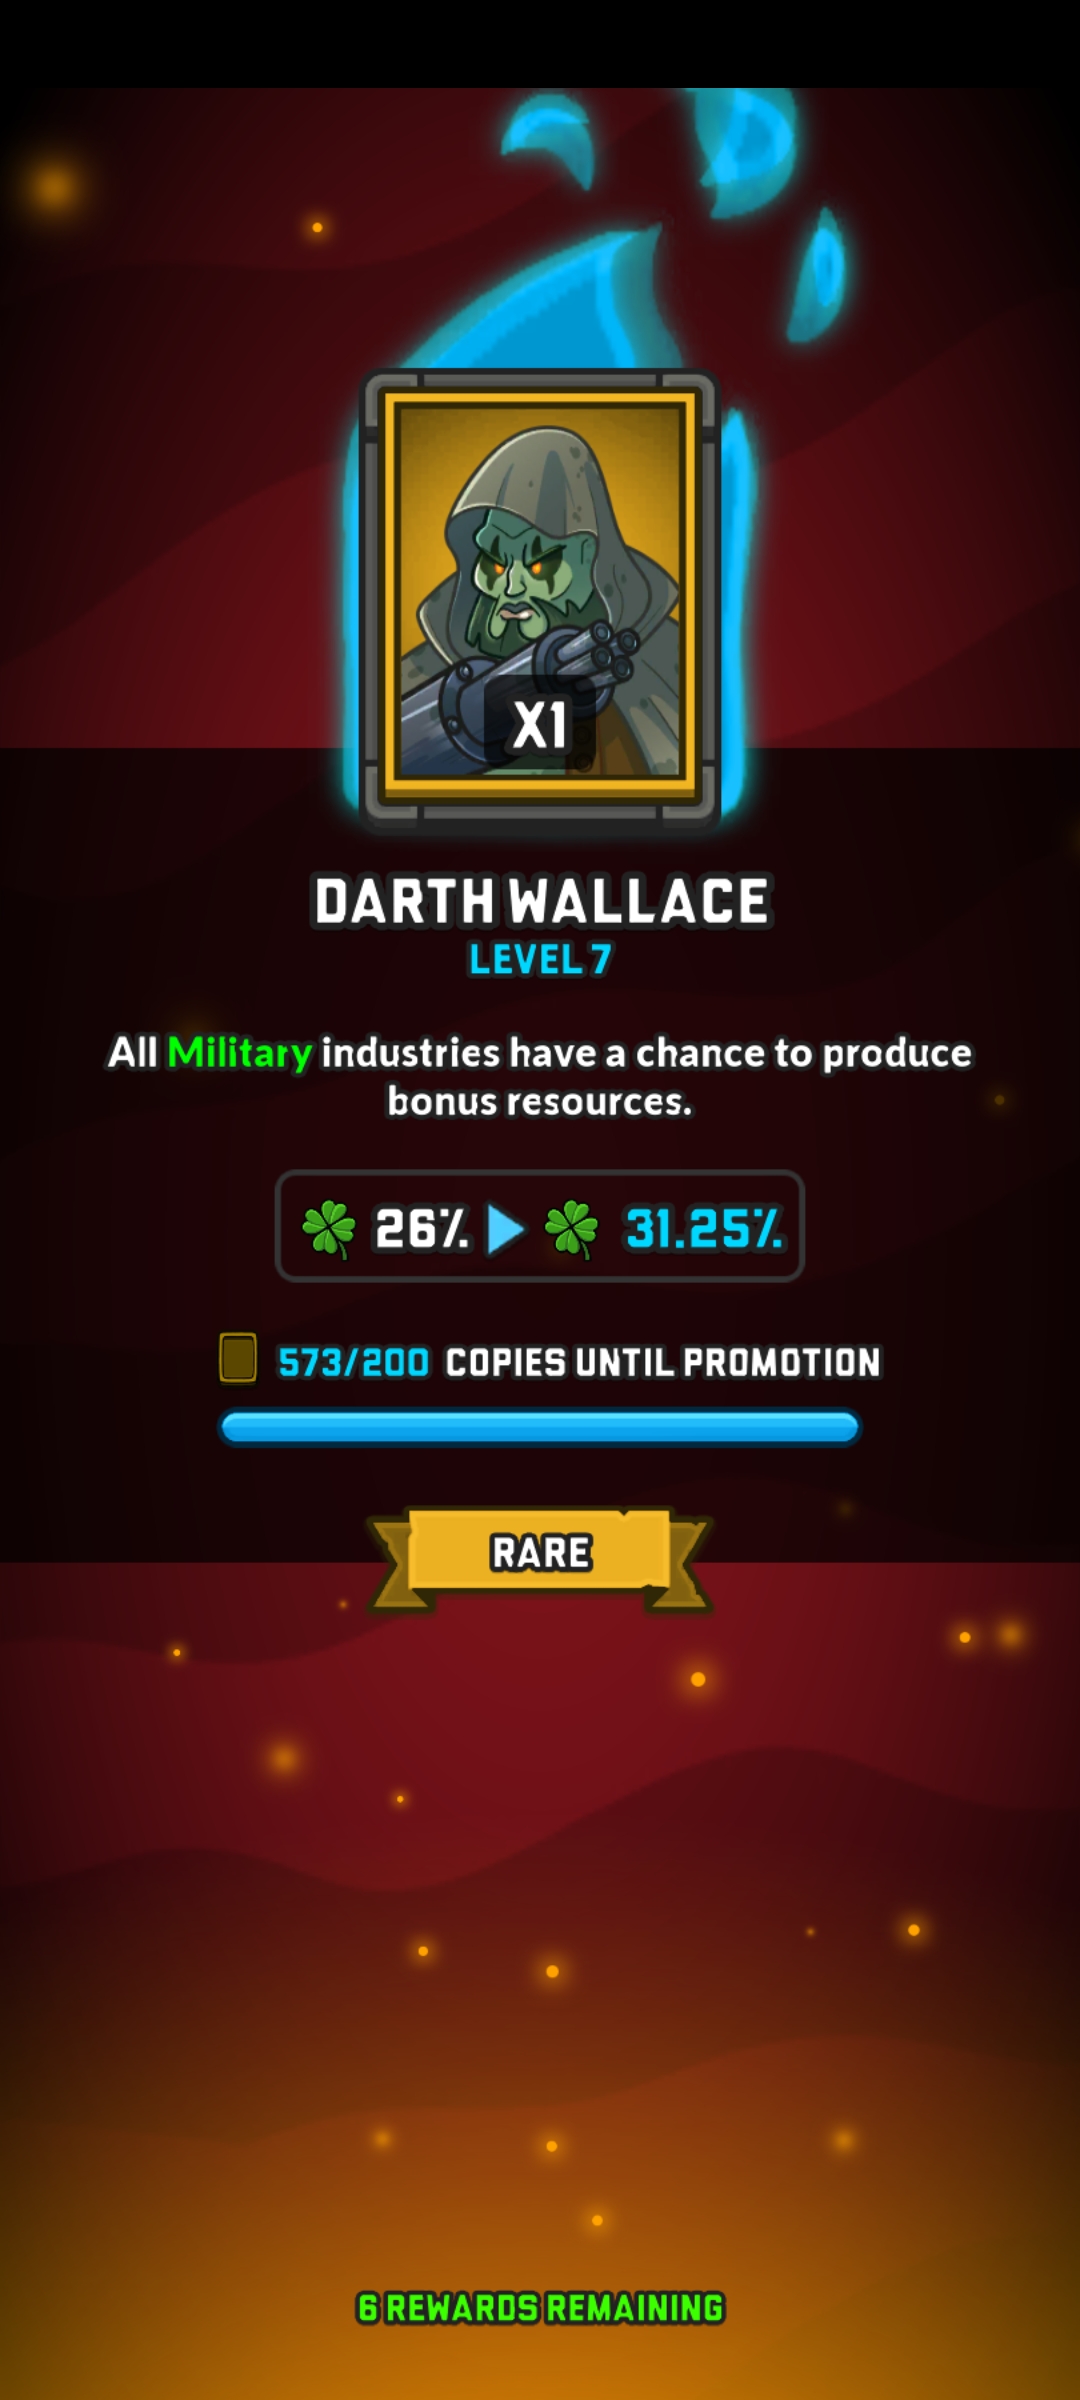 X1
DARTH WALLACE
LEVEL 7
All Military industries have a chance to produce
bonus resources.
26% 31.25%
573/200 COPIES UNTIL PROMOTION
RARE
6 REWARDS REMAINING